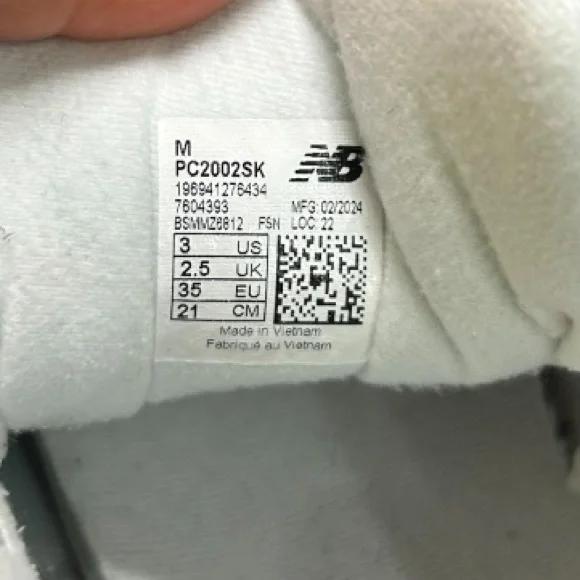 M
NB
PC2002SK
196941276434
7604393 MFG: 02/2024
BSMMZ6812 FSN LOC: 22
3 US
2.5 UK
35 EU
21 CM
Made in Vietnam
Fabriqué au Vietnam